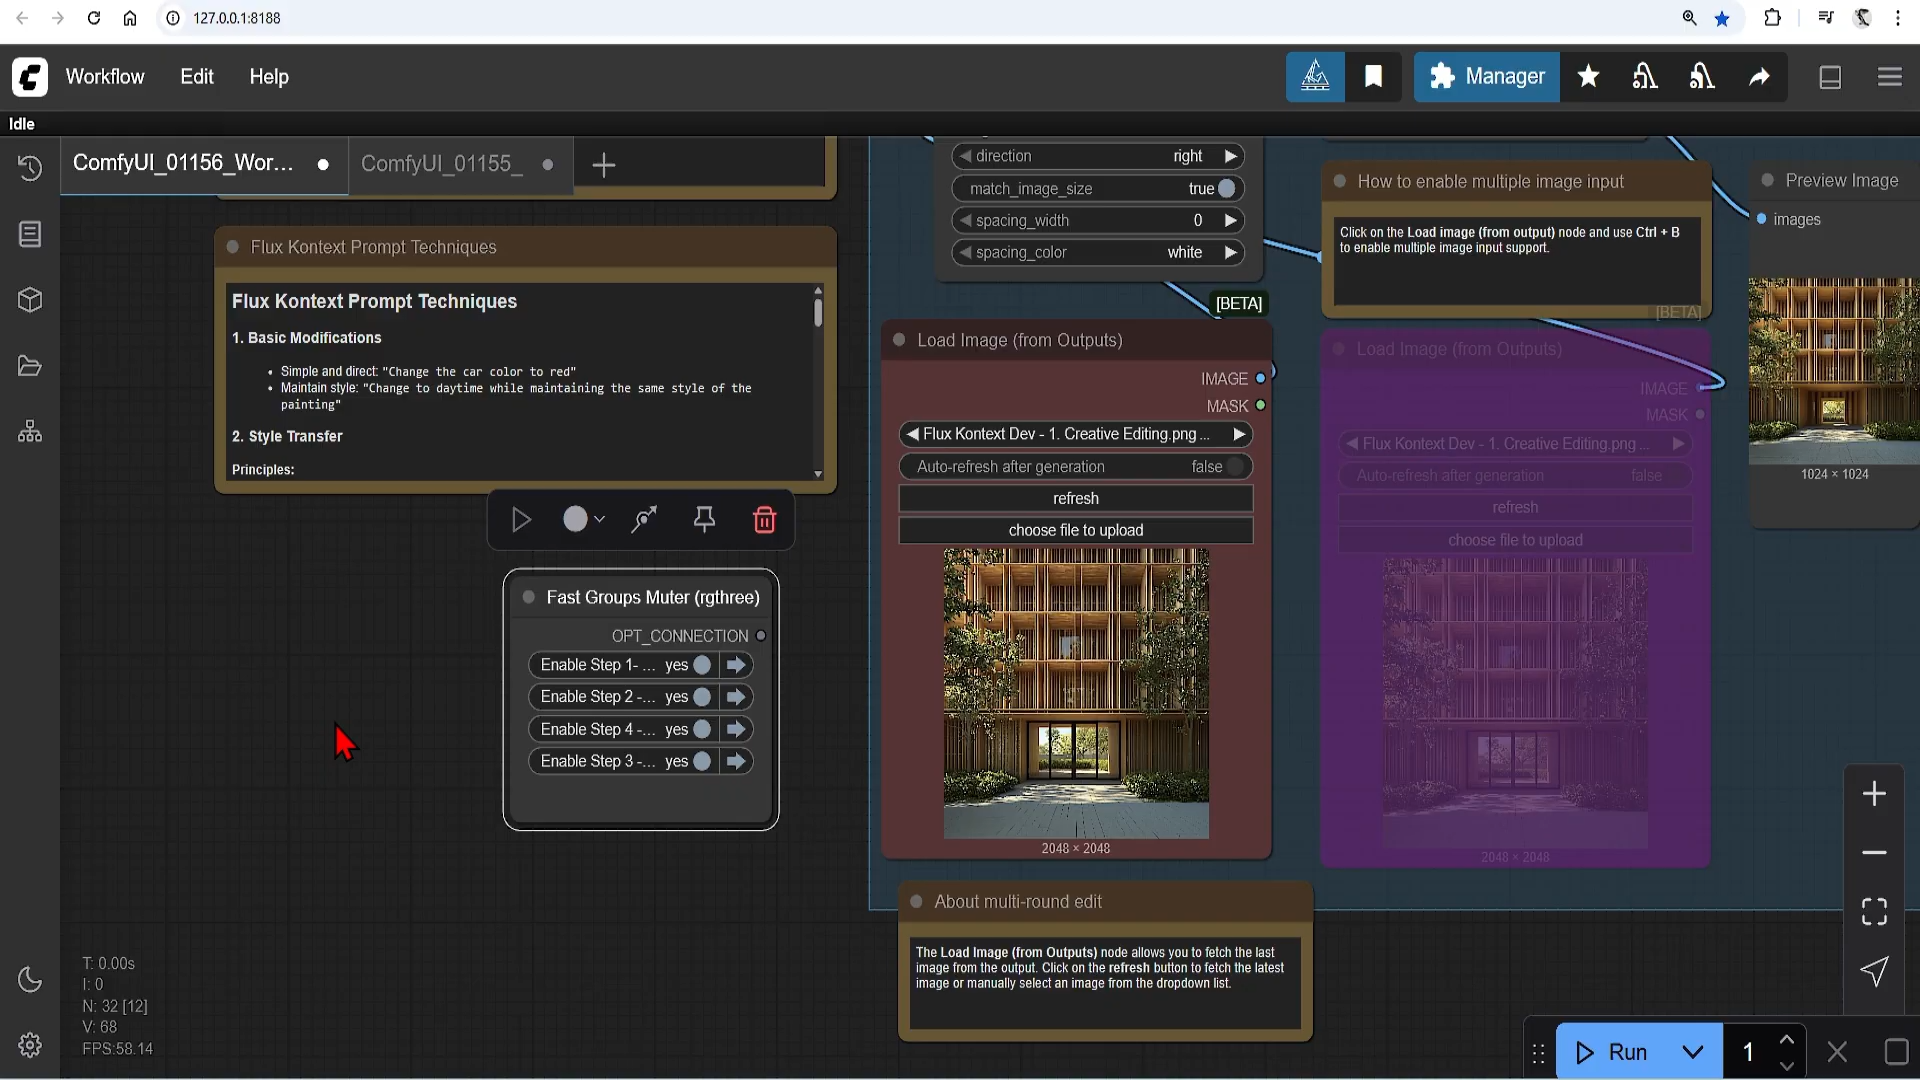 127.0.0.1:8188
Workflow
Edit
Help
Manager
Idle
ComfyUI_01156_Wor...
ComfyUI_01155_
Flux Kontext Prompt Techniques
Flux Kontext Prompt Techniques
1. Basic Modifications
• Simple and direct: "Change the car color to red"
• Maintain style: "Change to daytime while maintaining the same style of the
painting"
2. Style Transfer
Principles:
Fast Groups Muter (rgthree)
OPT_CONNECTION
Enable Step 1- ... yes
Enable Step 2 -... yes
Enable Step 4 -... yes
Enable Step 3 -... yes
direction right
match_image_size true
spacing_width 0
spacing_color white
[BETA]
Load Image (from Outputs)
IMAGE
MASK
Flux Kontext Dev - 1. Creative Editing.png ...
Auto-refresh after generation false
refresh
choose file to upload
2048 × 2048
How to enable multiple image input
Click on the Load image (from output) node and use Ctrl + B
to enable multiple image input support.
[BETA]
Load Image (from Outputs)
IMAGE
MASK
Flux Kontext Dev - 1. Creative Editing.png ...
Auto-refresh after generation false
refresh
choose file to upload
2048 × 2048
Preview Image
images
1024 × 1024
About multi-round edit
The Load Image (from Outputs) node allows you to fetch the last
image from the output. Click on the refresh button to fetch the latest
image or manually select an image from the dropdown list.
T: 0.00s
I: 0
N: 32 [12]
V: 68
FPS:58.14
Run
1